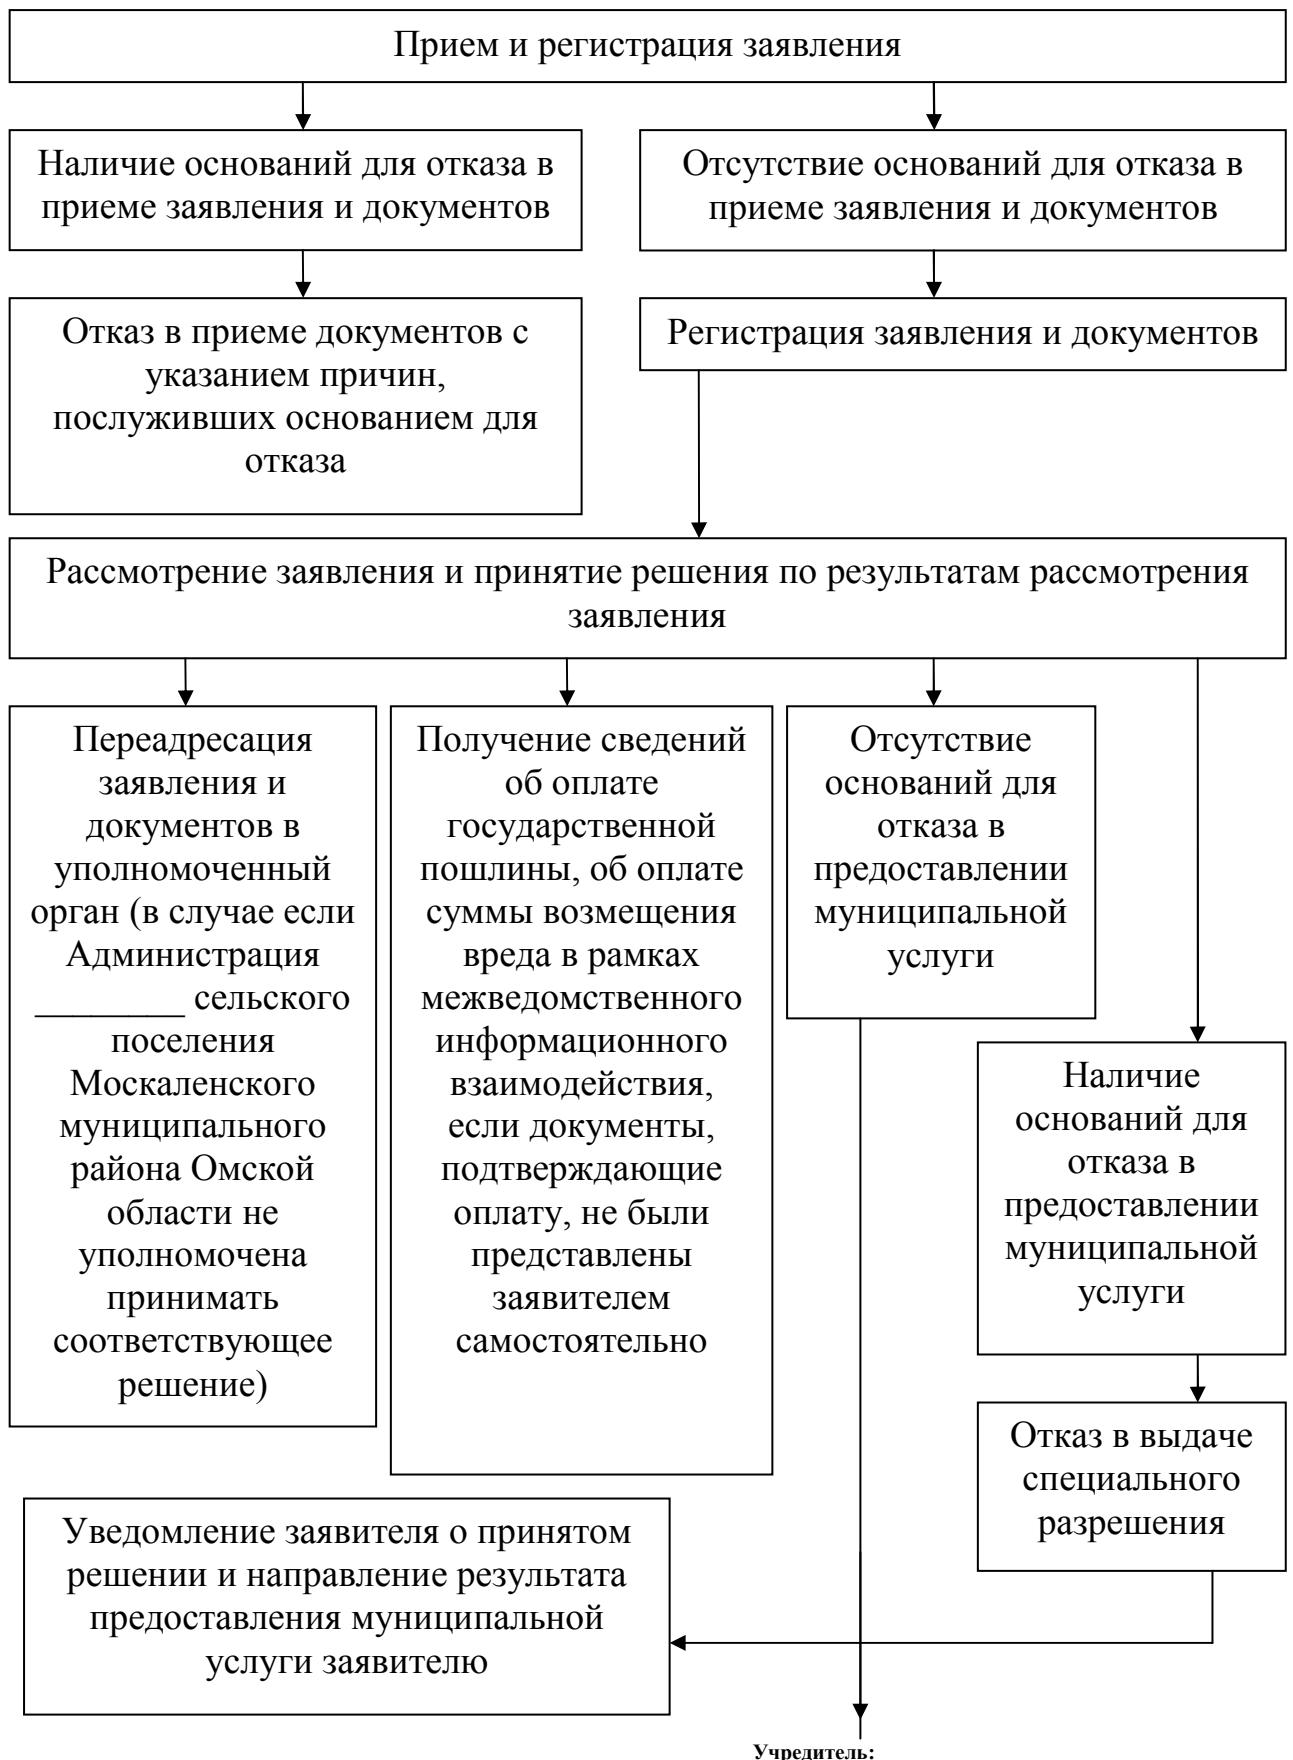 Прием и регистрация заявления
Наличие оснований для отказа в
приеме заявления и документов
Отсутствие оснований для отказа в
приеме заявления и документов
Отказ в приеме документов с
указанием причин,
послуживших основанием для
отказа
Регистрация заявления и документов
Рассмотрение заявления и принятие решения по результатам рассмотрения
заявления
Переадресация
заявления и
документов в
уполномоченный
орган (в случае если
Администрация
________ сельского
поселения
Москаленского
муниципального
района Омской
области не
уполномочена
принимать
соответствующее
решение)
Получение сведений
об оплате
государственной
пошлины, об оплате
суммы возмещения
вреда в рамках
межведомственного
информационного
взаимодействия,
если документы,
подтверждающие
оплату, не были
представлены
заявителем
самостоятельно
Отсутствие
оснований для
отказа в
предоставлении
муниципальной
услуги
Наличие
оснований для
отказа в
предоставлении
муниципальной
услуги
Отказ в выдаче
специального
разрешения
Уведомление заявителя о принятом
решении и направление результата
предоставления муниципальной
услуги заявителю
Учредитель: